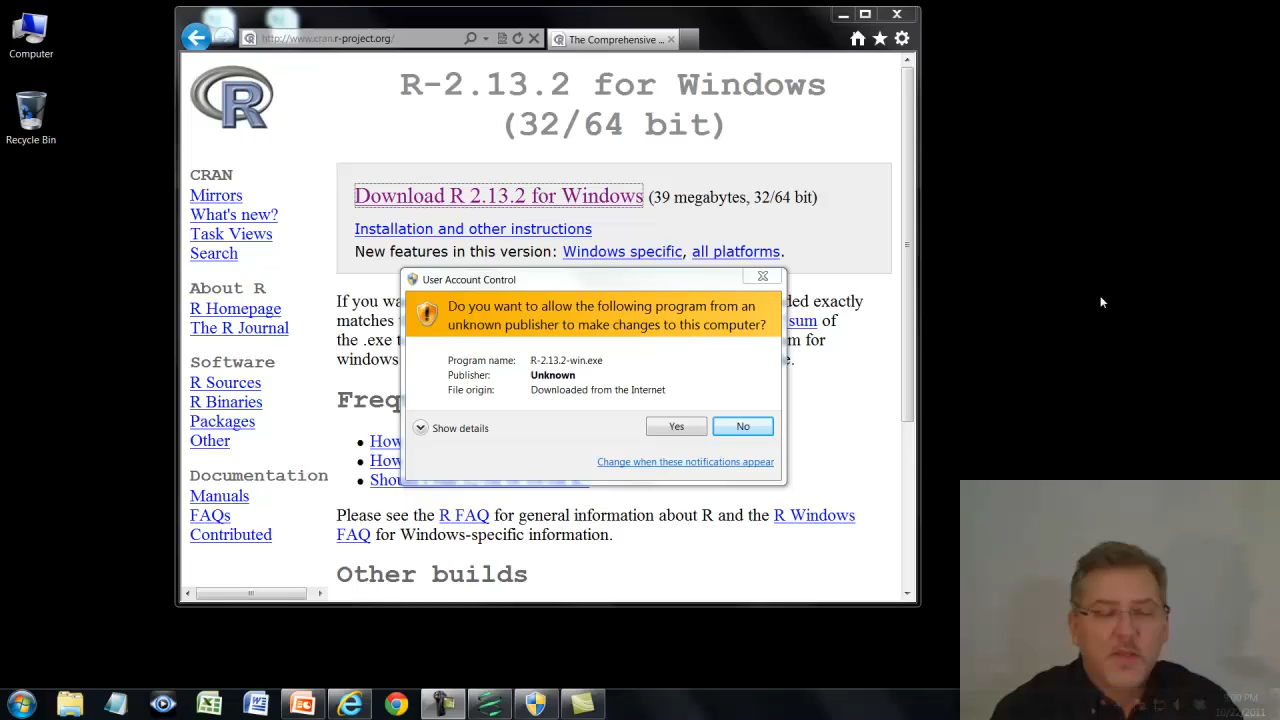 Computer
Recycle Bin
http://www.cran.r-project.org/
The Comprehensive ...
R
R-2.13.2 for Windows
(32/64 bit)
CRAN
Mirrors
What's new?
Task Views
Search
About R
R Homepage
The R Journal
Software
R Sources
R Binaries
Packages
Other
Documentation
Manuals
FAQs
Contributed
Download R 2.13.2 for Windows (39 megabytes, 32/64 bit)
Installation and other instructions
New features in this version: Windows specific, all platforms.
If you wa
ded exactly
matches t
sum of
the .exe t
m for
windows
e.
Freq
How
How
Shou
User Account Control
Do you want to allow the following program from an
unknown publisher to make changes to this computer?
Program name: R-2.13.2-win.exe
Publisher: Unknown
File origin: Downloaded from the Internet
Show details
Yes
No
Change when these notifications appear
Please see the R FAQ for general information about R and the R Windows
FAQ for Windows-specific information.
Other builds
10/22/2011